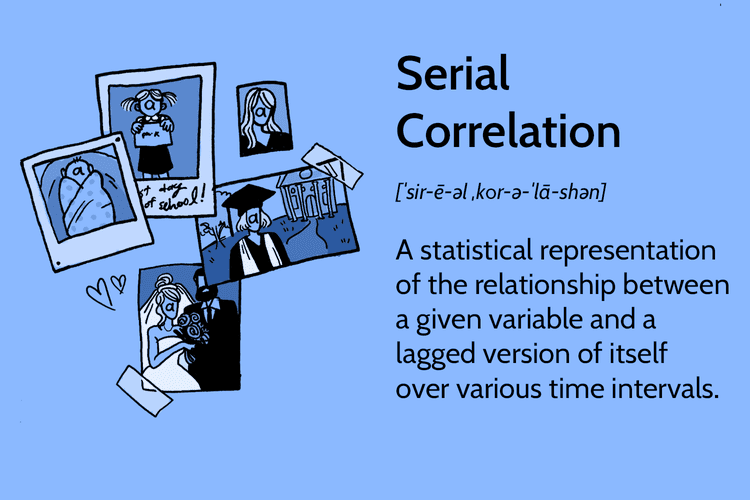 Serial
Correlation
[ˈsir-ē-əl ˌkor-ə-ˈlā-shən]
A statistical representation
of the relationship between
a given variable and a
lagged version of itself
over various time intervals.
a
a
st day
of school!
a
a
a